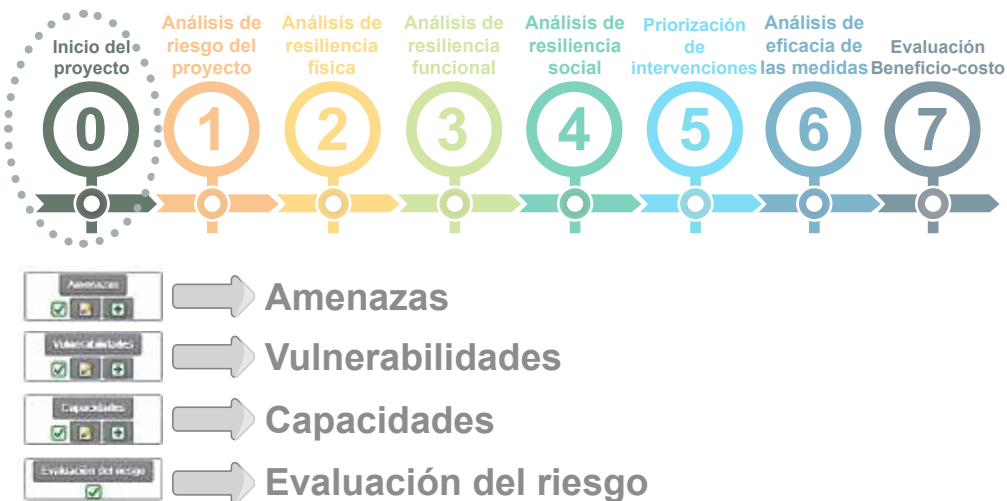 Inicio del
proyecto
0
Análisis de
riesgo del
proyecto
1
Análisis de
resiliencia
física
2
Análisis de
resiliencia
funcional
3
Análisis de
resiliencia
social
4
Priorización
de
intervenciones
5
Análisis de
eficacia de
las medidas
6
Evaluación
Beneficio-costo
7
Amenazas
Amenazas
Vulnerabilidades
Vulnerabilidades
Capacidades
Capacidades
Evaluación del riesgo
Evaluación del riesgo